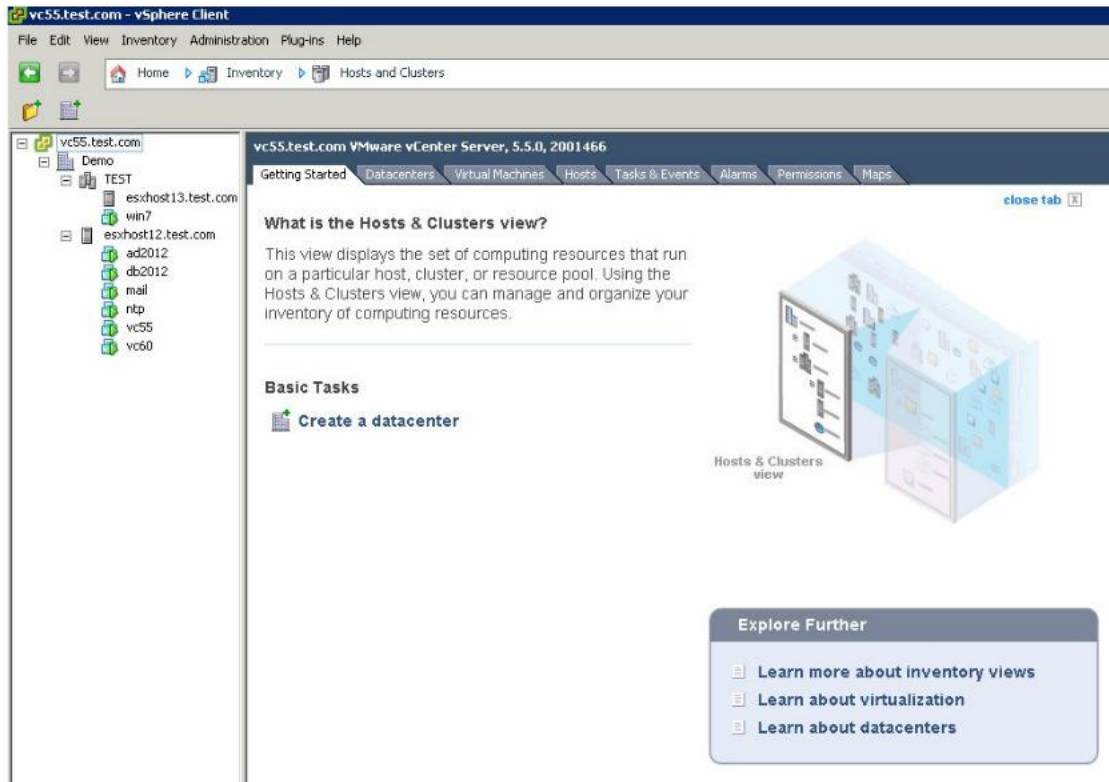 vc55.test.com - vSphere Client
File Edit View Inventory Administration Plug-ins Help
Home Inventory Hosts and Clusters
vc55.test.com
Demo
TEST
esxhost13.test.com
win7
esxhost12.test.com
ad2012
db2012
mail
ntp
vc55
vc60
vc55.test.com VMware vCenter Server, 5.5.0, 2001466
Getting Started Datacenters Virtual Machines Hosts Tasks & Events Alarms Permissions Maps
close tab X
What is the Hosts & Clusters view?
This view displays the set of computing resources that run
on a particular host, cluster, or resource pool. Using the
Hosts & Clusters view, you can manage and organize your
inventory of computing resources.
Basic Tasks
Create a datacenter
Hosts & Clusters
view
Explore Further
Learn more about inventory views
Learn about virtualization
Learn about datacenters